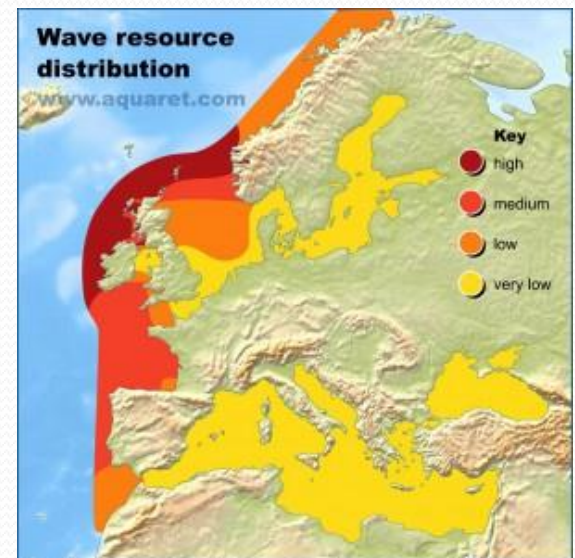 Wave resource
distribution
www.aquaret.com
Key
high
medium
low
very low